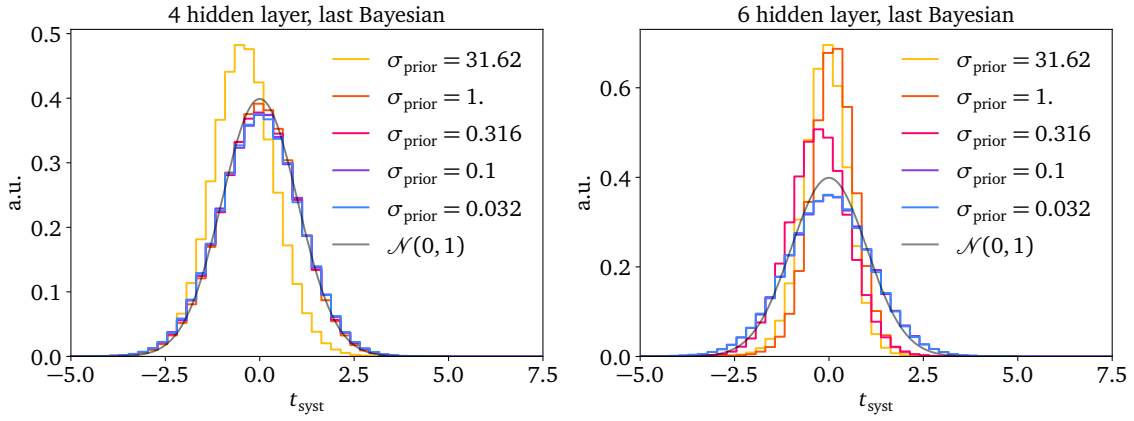 4 hidden layer, last Bayesian
0.5
0.4
0.3
0.2
0.1
0.0
a.u.
σprior = 31.62
σprior = 1.
σprior = 0.316
σprior = 0.1
σprior = 0.032
𝒩(0, 1)
−5.0 −2.5 0.0 2.5 5.0 7.5
tsyst
6 hidden layer, last Bayesian
0.6
0.4
0.2
0.0
a.u.
σprior = 31.62
σprior = 1.
σprior = 0.316
σprior = 0.1
σprior = 0.032
𝒩(0, 1)
−5.0 −2.5 0.0 2.5 5.0 7.5
tsyst